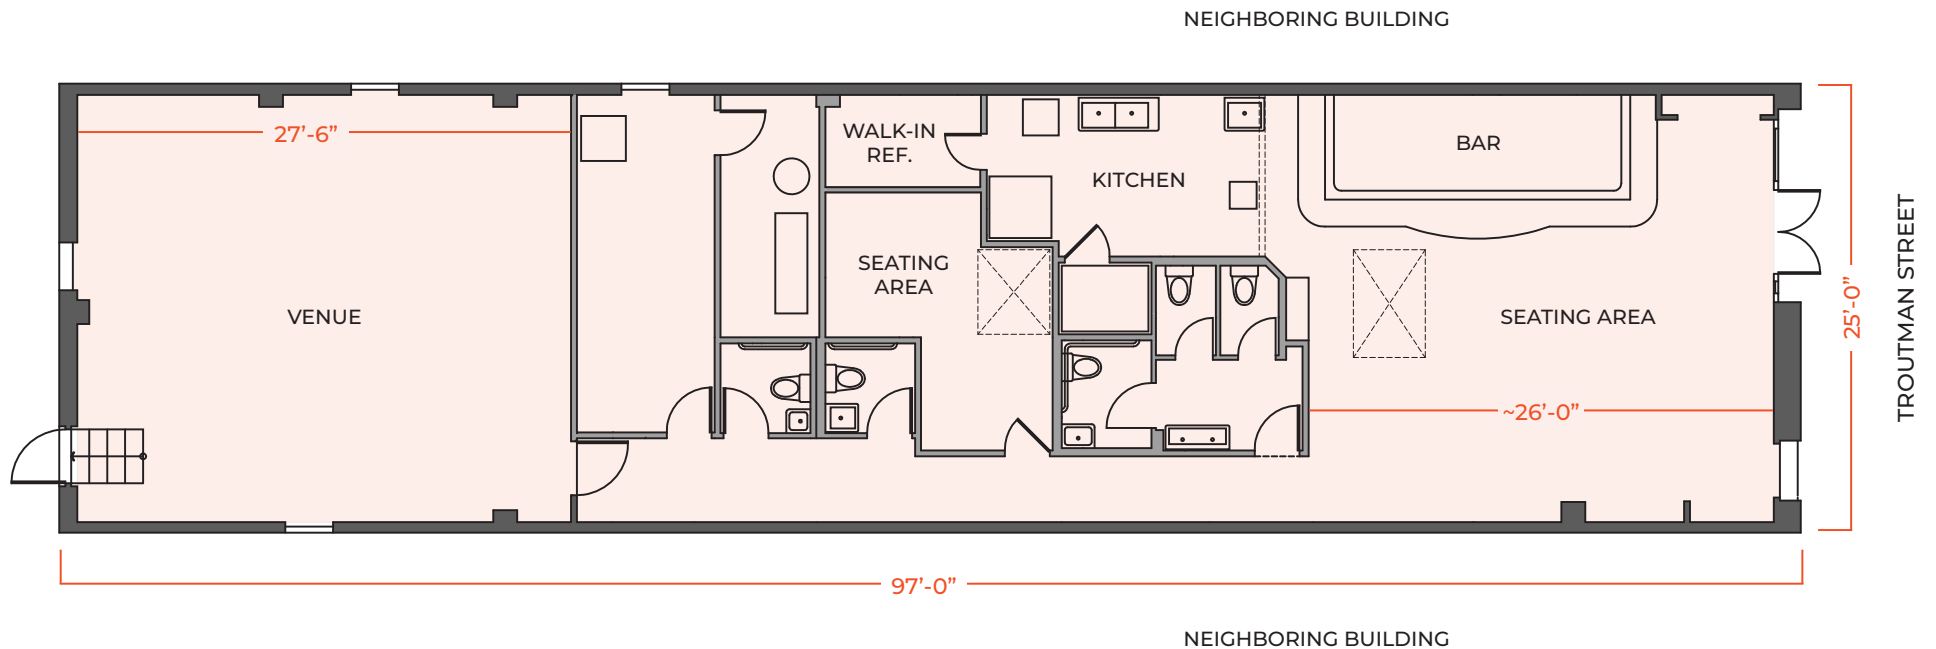 NEIGHBORING BUILDING
27’-6”
WALK-IN
REF.
BAR
KITCHEN
SEATING
AREA
VENUE
SEATING AREA
25’-0”
TROUTMAN STREET
~26’-0”
97’-0”
NEIGHBORING BUILDING